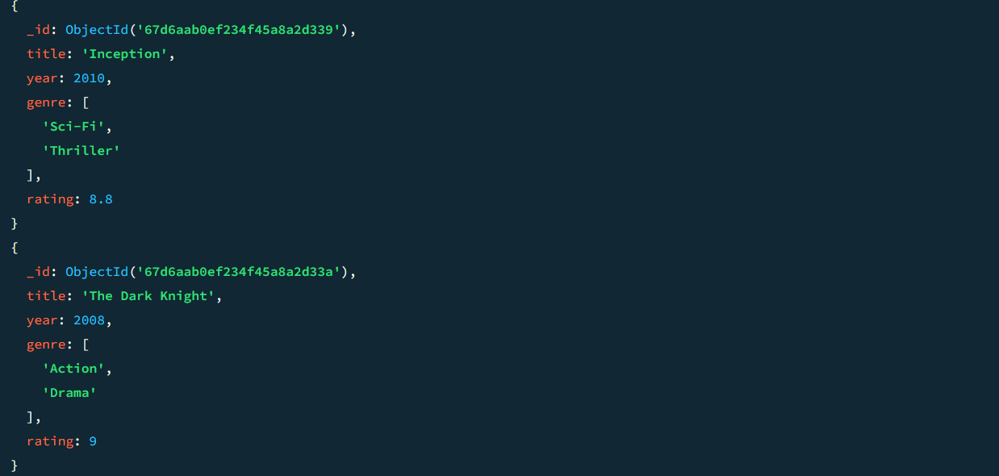 {
  _id: ObjectId('67d6aab0ef234f45a8a2d339'),
  title: 'Inception',
  year: 2010,
  genre: [
    'Sci-Fi',
    'Thriller'
  ],
  rating: 8.8
}
{
  _id: ObjectId('67d6aab0ef234f45a8a2d33a'),
  title: 'The Dark Knight',
  year: 2008,
  genre: [
    'Action',
    'Drama'
  ],
  rating: 9
}